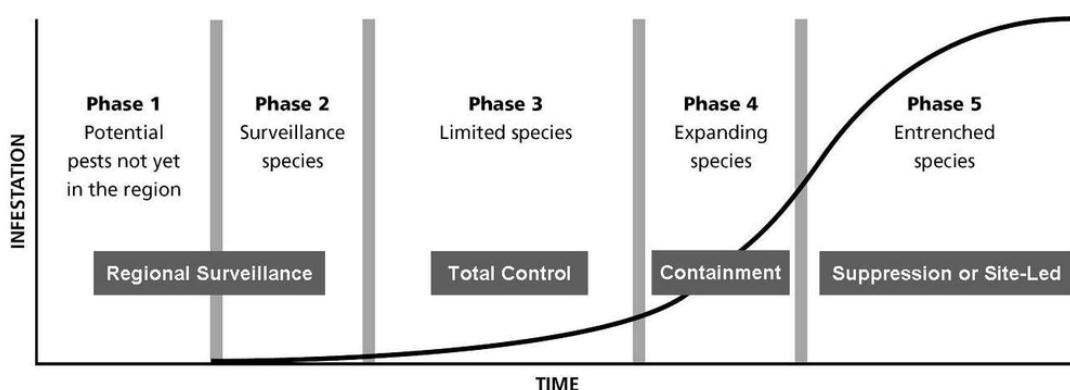 INFESTATION
Phase 1
Potential
pests not yet
in the region
Phase 2
Surveillance
species
Phase 3
Limited species
Phase 4
Expanding
species
Phase 5
Entrenched
species
Regional Surveillance
Total Control
Containment
Suppression or Site-Led
TIME